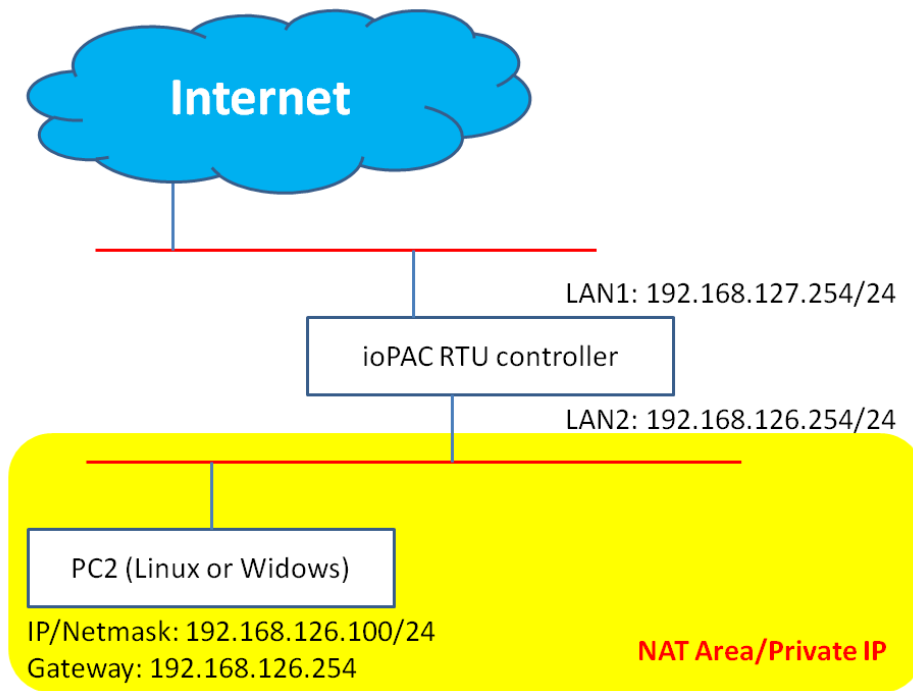 Internet
LAN1: 192.168.127.254/24
ioPAC RTU controller
LAN2: 192.168.126.254/24
PC2 (Linux or Widows)
IP/Netmask: 192.168.126.100/24
Gateway: 192.168.126.254
NAT Area/Private IP